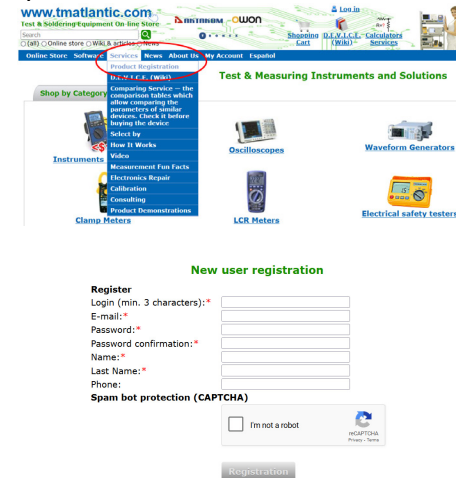 www.tmatlantic.com
Test & Soldering Equipment On-line Store
Search
(all) Online store Wiki & articles News
AКТАКОМ
OWON
Log in
Shopping Cart
D.E.V.I.C.E. (Wiki)
Calculators Services
Online Store Software Services News About Us My Account Español
Product Registration
D.E.V.I.C.E. (Wiki)
Comparing Service — the
comparison tables which
allow comparing the
parameters of similar
devices. Check it before
buying the device
Select by
How It Works
Video
Measurement Fun Facts
Electronics Repair
Calibration
Consulting
Product Demonstrations
Test & Measuring Instruments and Solutions
Shop by Category
Instruments
Oscilloscopes
Waveform Generators
Clamp Meters
LCR Meters
Electrical safety testers
New user registration
Register
Login (min. 3 characters):*
E-mail:*
Password:*
Password confirmation:*
Name:*
Last Name:*
Phone:
Spam bot protection (CAPTCHA)
I'm not a robot
reCAPTCHA
Privacy - Terms
Registration